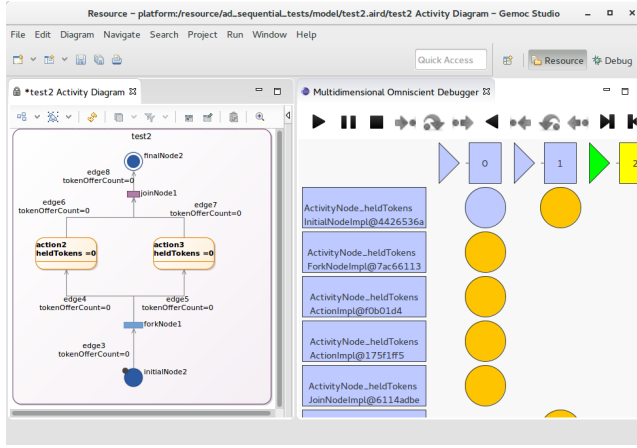 Resource – platform:/resource/ad_sequential_tests/model/test2.aird/test2 Activity Diagram – Gemoc Studio
File Edit Diagram Navigate Search Project Run Window Help
Quick Access
Resource
Debug
*test2 Activity Diagram
Multidimensional Omniscient Debugger
test2
finalNode2
edge8
tokenOfferCount=0
joinNode1
edge6
tokenOfferCount=0
edge7
tokenOfferCount=0
action2
heldTokens =0
action3
heldTokens =0
edge4
tokenOfferCount=0
edge5
tokenOfferCount=0
forkNode1
edge3
tokenOfferCount=0
initialNode2
0
1
2
ActivityNode_heldTokens
InitialNodeImpl@4426536a
ActivityNode_heldTokens
ForkNodeImpl@7ac66113
ActivityNode_heldTokens
ActionImpl@f0b01d4
ActivityNode_heldTokens
ActionImpl@175f1ff5
ActivityNode_heldTokens
JoinNodeImpl@6114adbe